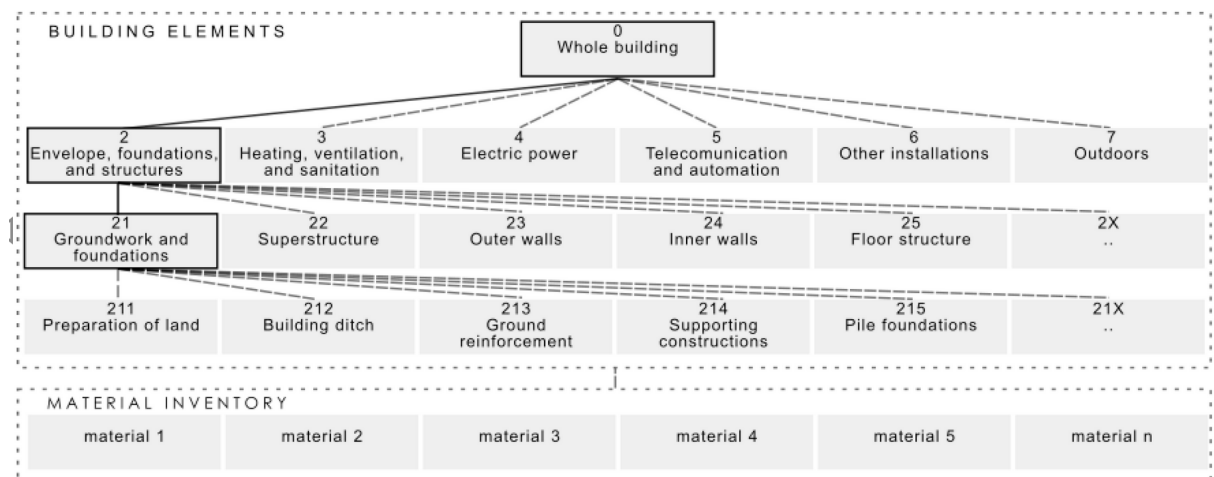 BUILDING ELEMENTS
0
Whole building
2
Envelope, foundations,
and structures
3
Heating, ventilation,
and sanitation
4
Electric power
5
Telecomunication
and automation
6
Other installations
7
Outdoors
21
Groundwork and
foundations
22
Superstructure
23
Outer walls
24
Inner walls
25
Floor structure
2X
..
211
Preparation of land
212
Building ditch
213
Ground
reinforcement
214
Supporting
constructions
215
Pile foundations
21X
..
MATERIAL INVENTORY
material 1
material 2
material 3
material 4
material 5
material n